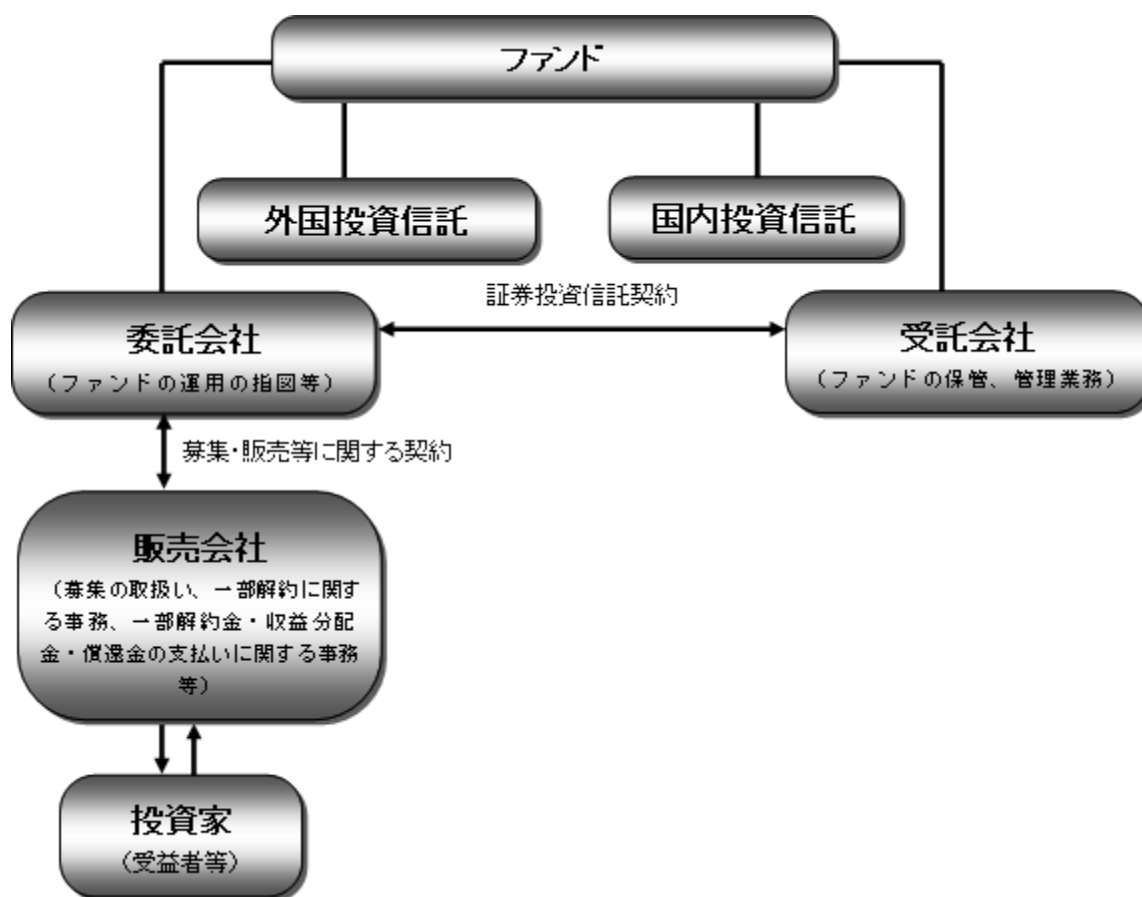 ファンド
外国投資信託
国内投資信託
証券投資信託契約
委託会社
（ファンドの運用の指図等）
受託会社
（ファンドの保管、管理業務）
募集・販売等に関する契約
販売会社
（募集の取扱い、一部解約に関す
る事務、一部解約金・収益分配
金・償還金の支払いに関する事務
等）
投資家
（受益者等）